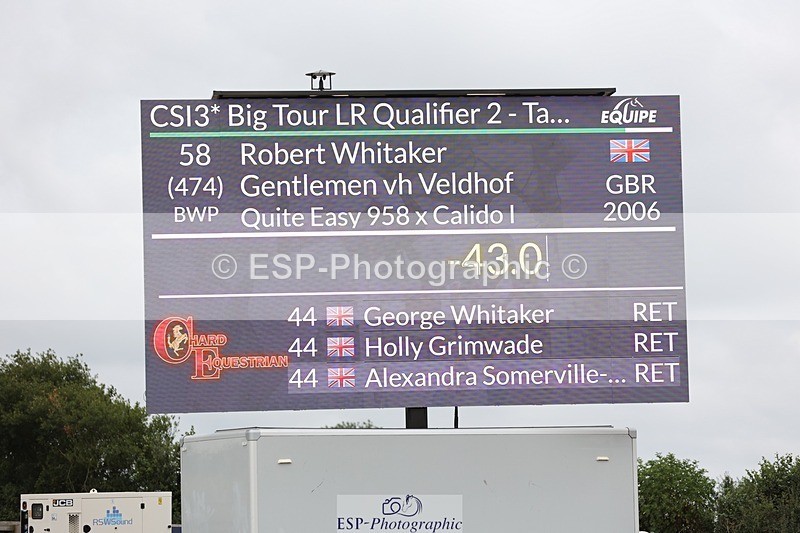 CSI3* Big Tour LR Qualifier 2 - Ta...
EQUIPE
58 Robert Whitaker
(474) Gentlemen vh Veldhof GBR
BWP Quite Easy 958 x Calido I 2006
-43.0
© ESP-Photographic ©
44 George Whitaker RET
44 Holly Grimwade RET
44 Alexandra Somerville-... RET
CHARD
EQUESTRIAN
JCB
RSWSound
ESP-Photographic